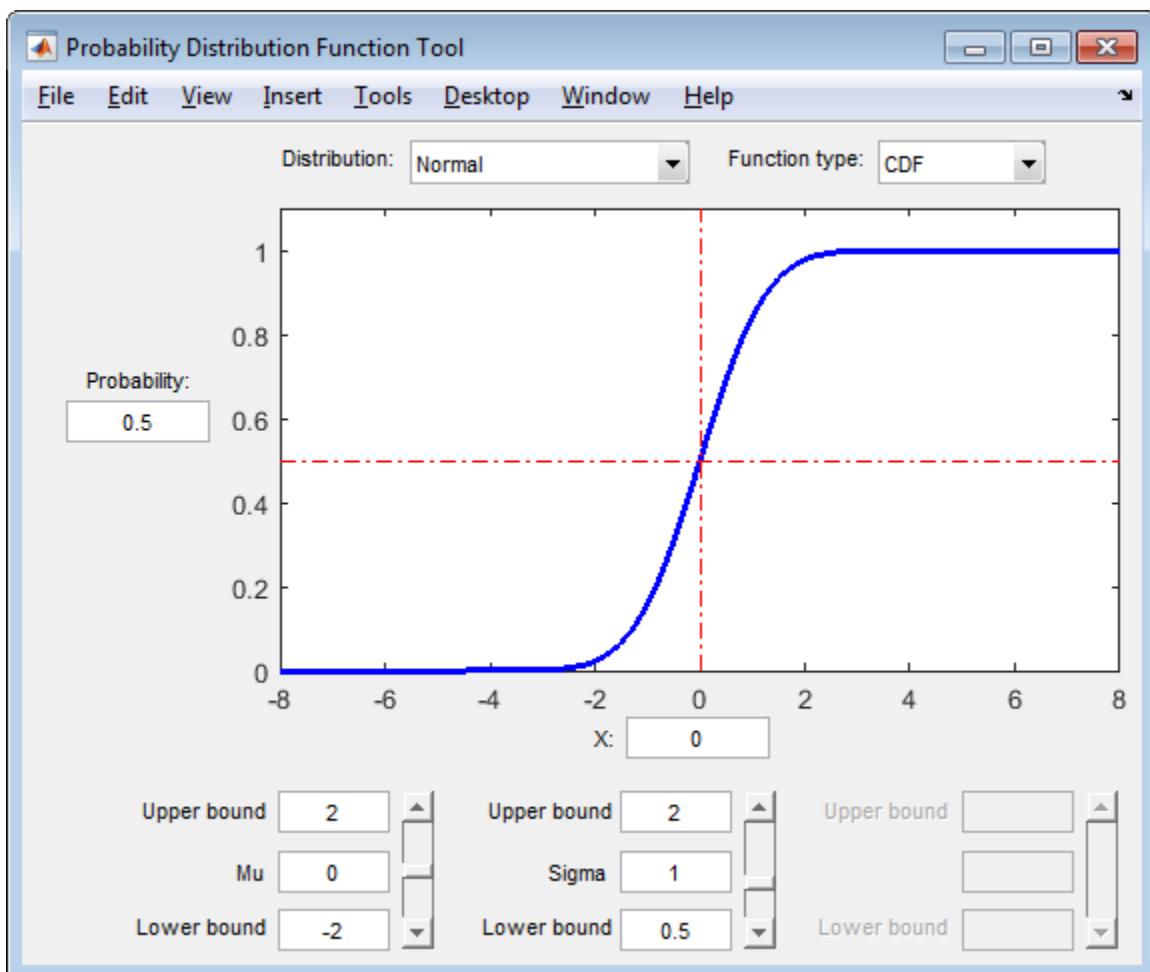 Probability Distribution Function Tool
File Edit View Insert Tools Desktop Window Help
Distribution: Normal Function type: CDF
1
0.8
Probability:
0.5
0.6
0.4
0.2
0
-8 -6 -4 -2 0 2 4 6 8
X: 0
Upper bound 2 Upper bound 2 Upper bound
Mu 0 Sigma 1
Lower bound -2 Lower bound 0.5 Lower bound